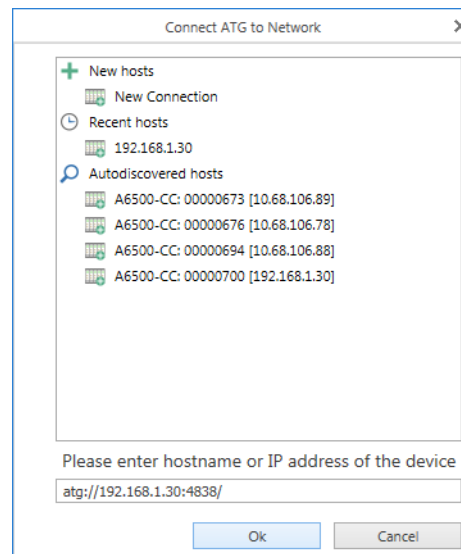 Connect ATG to Network
New hosts
New Connection
Recent hosts
192.168.1.30
Autodiscovered hosts
A6500-CC: 00000673 [10.68.106.89]
A6500-CC: 00000676 [10.68.106.78]
A6500-CC: 00000694 [10.68.106.88]
A6500-CC: 00000700 [192.168.1.30]
Please enter hostname or IP address of the device
atg://192.168.1.30:4838/
Ok Cancel